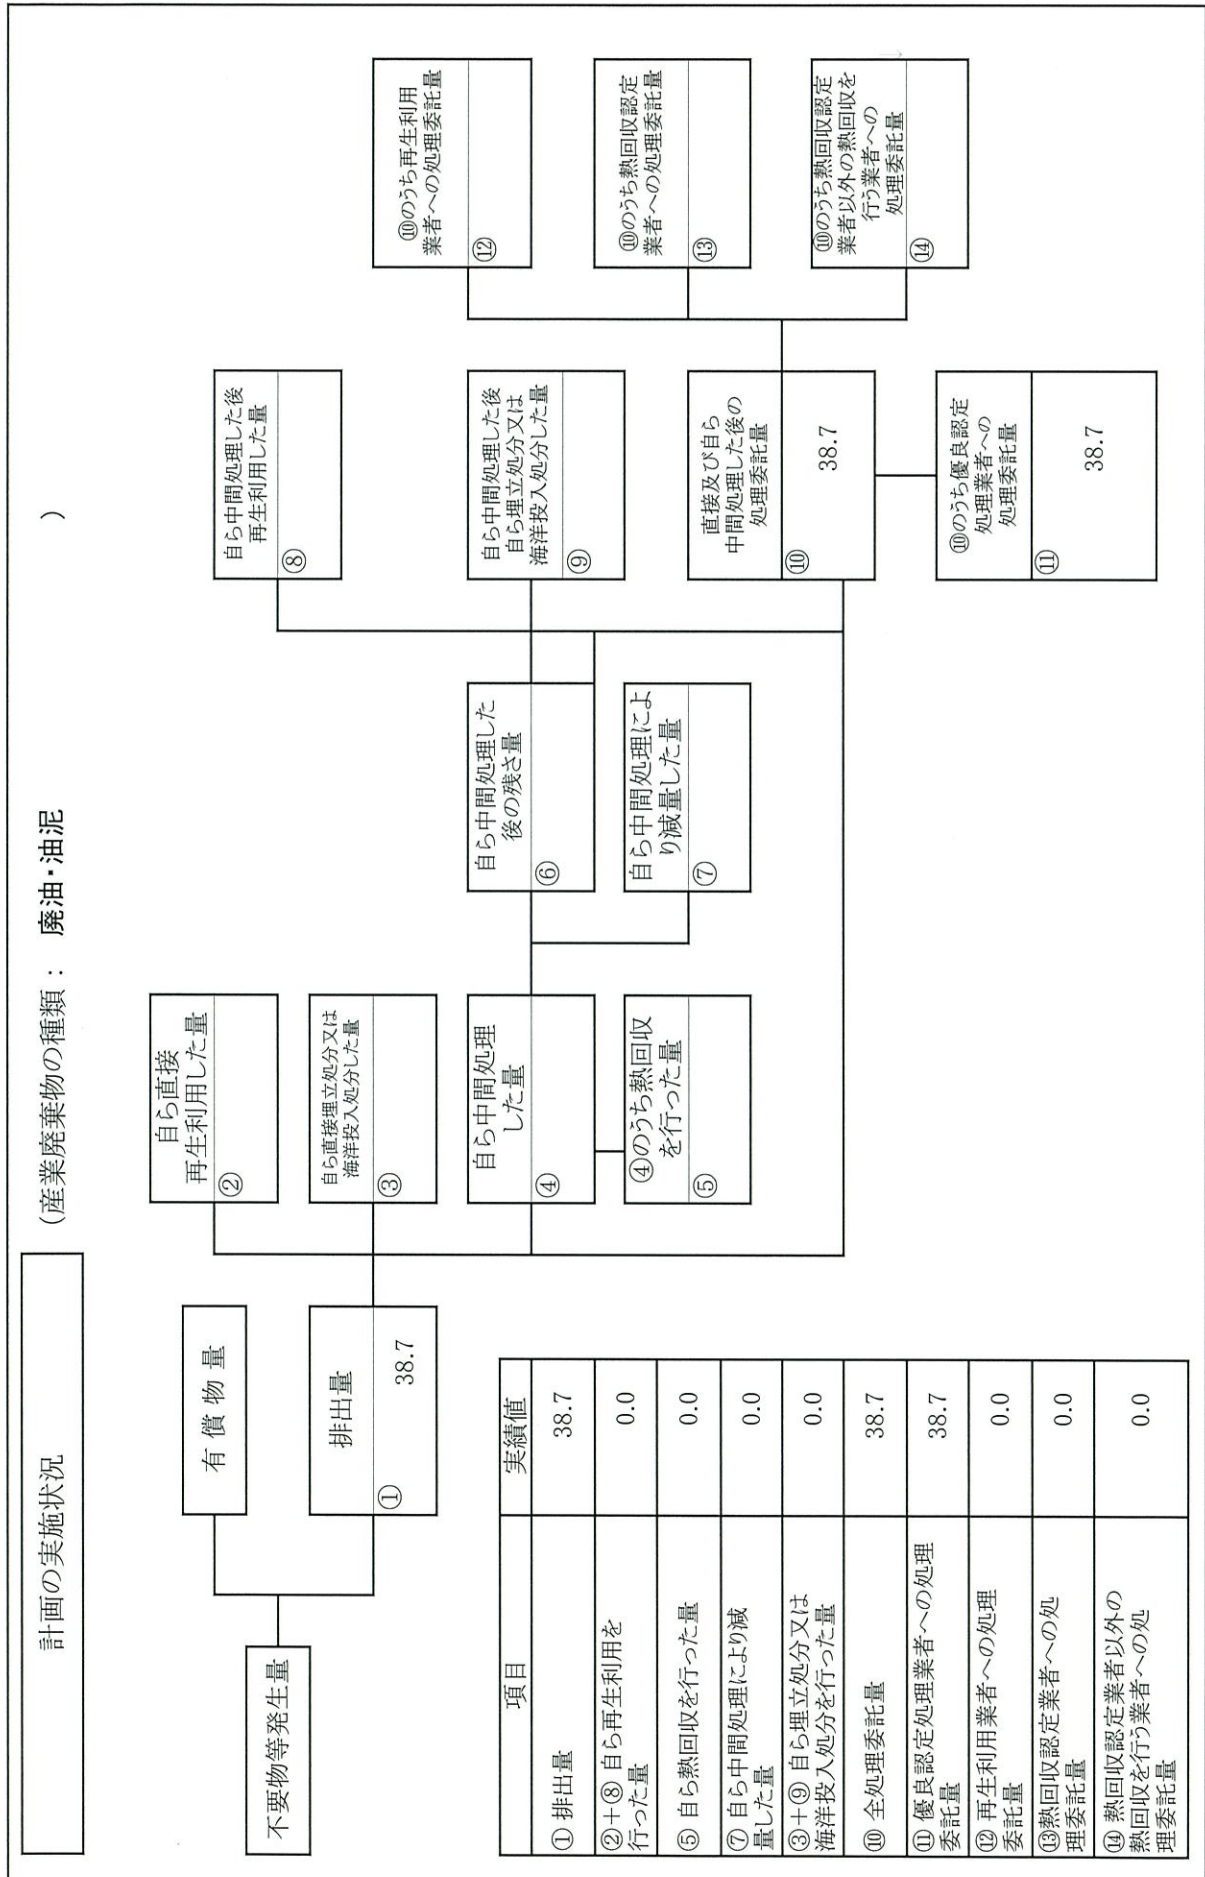 計画の実施状況
(産業廃棄物の種類： 廃油・油泥 )
不要物等発生量
有償物量
排出量
①
38.7
自ら直接
再生利用した量
②
自ら直接埋立処分又は
海洋投入処分した量
③
自ら中間処理
した量
④
④のうち熱回収
を行った量
⑤
自ら中間処理した
後の残さ量
⑥
自ら中間処理によ
り減量した量
⑦
自ら中間処理した後
再生利用した量
⑧
自ら中間処理した後
自ら埋立処分又は
海洋投入処分した量
⑨
直接及び自ら
中間処理した後の
処理委託量
⑩
38.7
⑩のうち優良認定
処理業者への
処理委託量
⑪
38.7
⑩のうち再生利用
業者への処理委託量
⑫
⑩のうち熱回収認定
業者への処理委託量
⑬
⑩のうち熱回収認定
業者以外の熱回収を
行う業者への
処理委託量
⑭
項目 実績値
① 排出量 38.7
②+⑧ 自ら再生利用を
行った量 0.0
⑤ 自ら熱回収を行った量 0.0
⑦ 自ら中間処理により減
量した量 0.0
③+⑨ 自ら埋立処分又は
海洋投入処分を行った量 0.0
⑩ 全処理委託量 38.7
⑪ 優良認定処理業者への処理
委託量 38.7
⑫ 再生利用業者への処理
委託量 0.0
⑬熱回収認定業者への処
理委託量 0.0
⑭ 熱回収認定業者以外の
熱回収を行う業者への処
理委託量 0.0